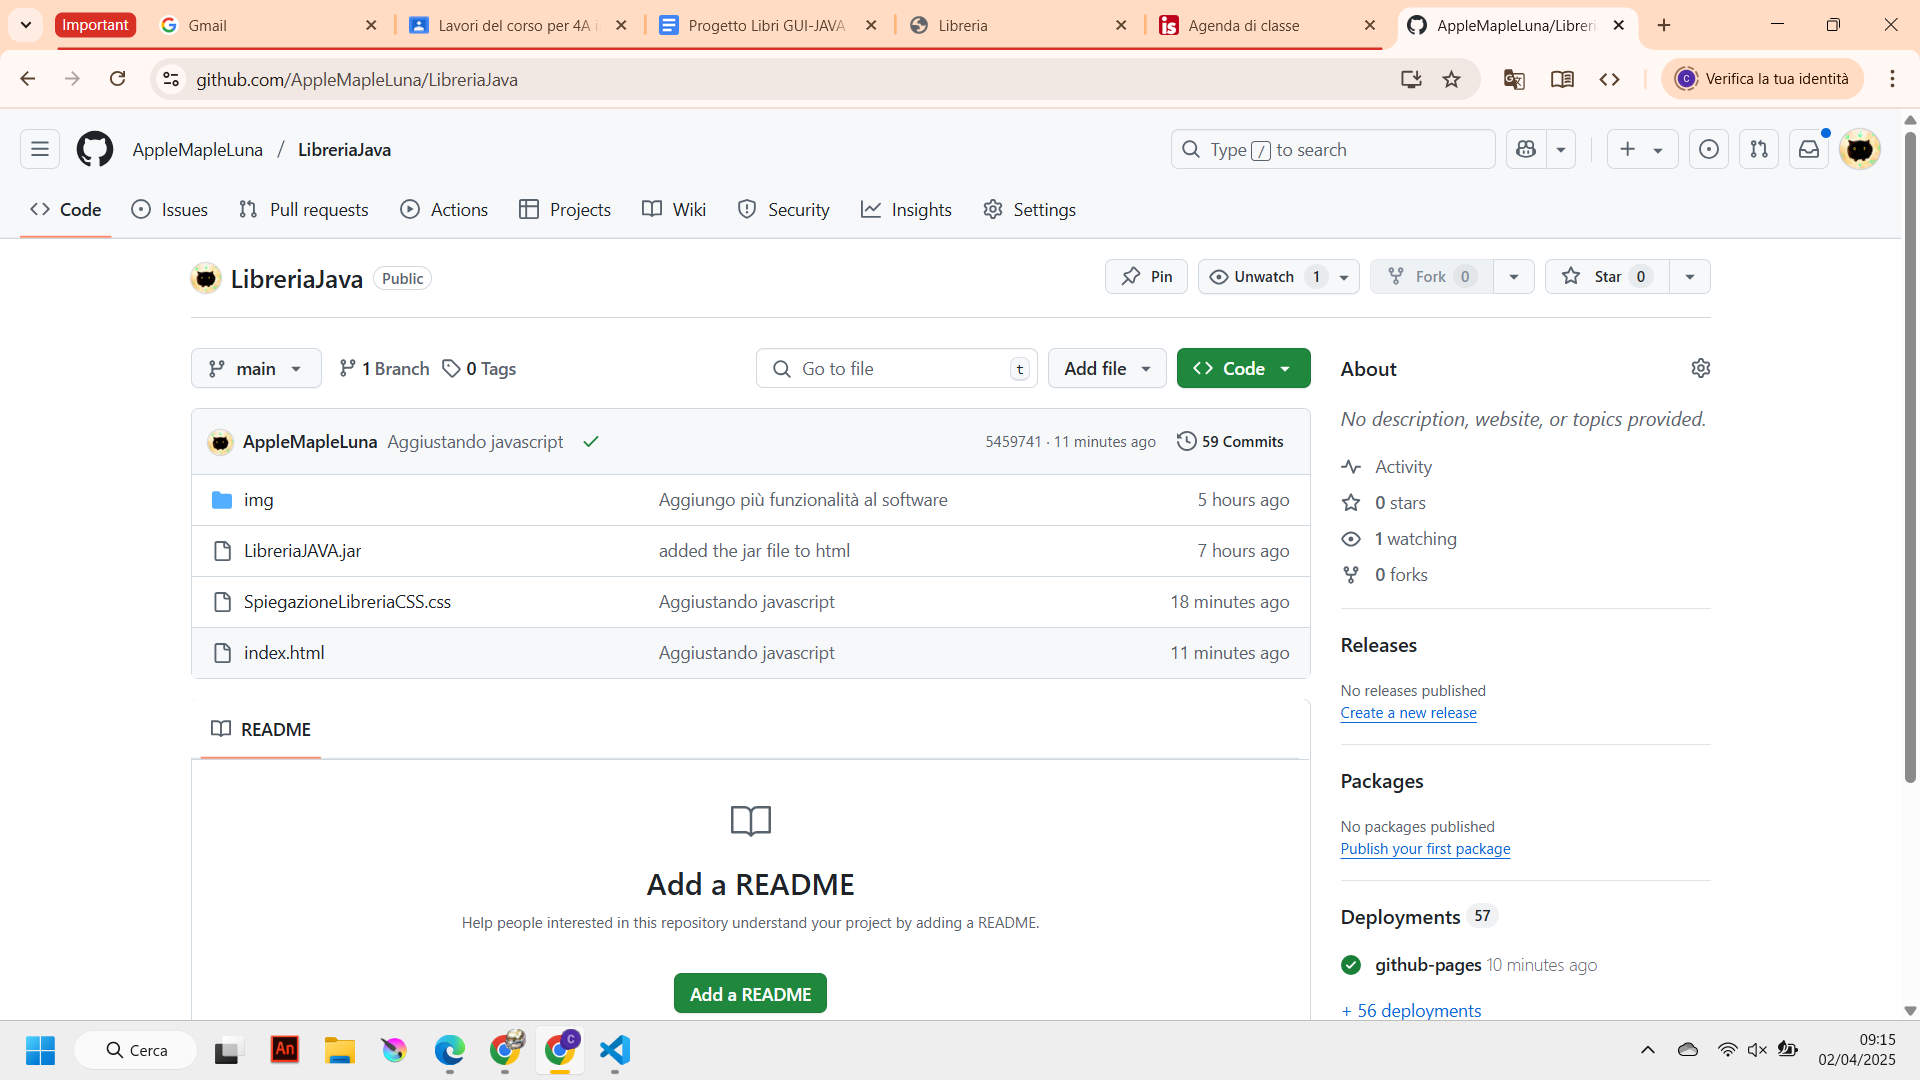 Important
Gmail
Lavori del corso per 4A i
Progetto Libri GUI-JAVA
Libreria
Agenda di classe
AppleMapleLuna/Libreri
github.com/AppleMapleLuna/LibreriaJava
Verifica la tua identità
AppleMapleLuna / LibreriaJava
Type / to search
Code
Issues
Pull requests
Actions
Projects
Wiki
Security
Insights
Settings
LibreriaJava
Public
Pin
Unwatch 1
Fork 0
Star 0
main
1 Branch
0 Tags
Go to file
t
Add file
Code
AppleMapleLuna Aggiustando javascript
5459741 · 11 minutes ago
59 Commits
img
Aggiungo più funzionalità al software
5 hours ago
LibreriaJAVA.jar
added the jar file to html
7 hours ago
SpiegazioneLibreriaCSS.css
Aggiustando javascript
18 minutes ago
index.html
Aggiustando javascript
11 minutes ago
README
Add a README
Help people interested in this repository understand your project by adding a README.
Add a README
About
No description, website, or topics provided.
Activity
0 stars
1 watching
0 forks
Releases
No releases published
Create a new release
Packages
No packages published
Publish your first package
Deployments 57
github-pages 10 minutes ago
+ 56 deployments
Cerca
An
09:15
02/04/2025